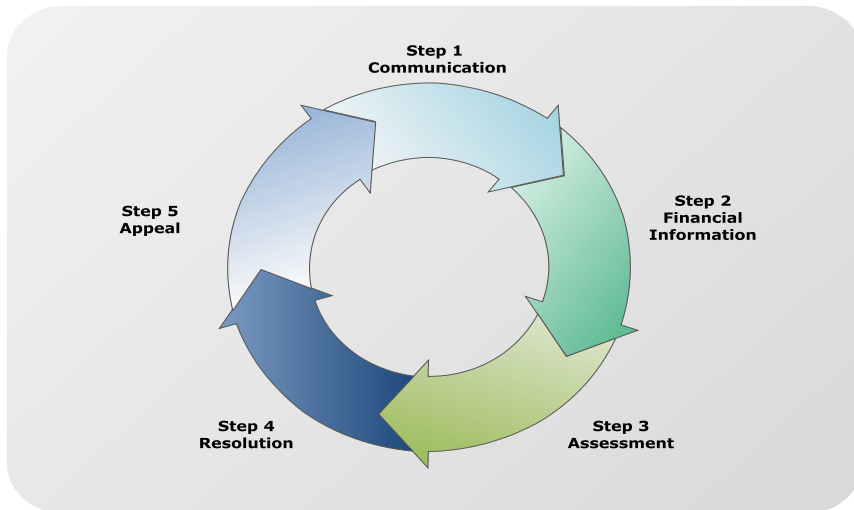 Step 1
Communication
Step 2
Financial
Information
Step 3
Assessment
Step 4
Resolution
Step 5
Appeal